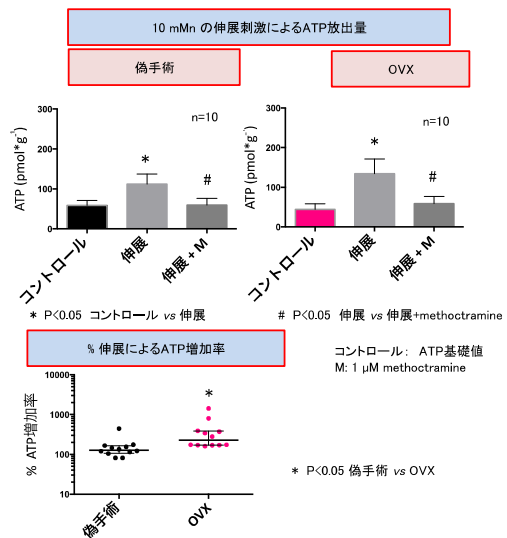 10 mMn の伸展刺激によるATP放出量
偽手術
OVX
300
200
100
0
ATP (pmol*g⁻¹)
n=10
*
#
コントロール
伸展
伸展 + M
300
200
100
0
ATP (pmol*g⁻)
n=10
*
#
コントロール
伸展
伸展 + M
* P<0.05 コントロール vs 伸展
# P<0.05 伸展 vs 伸展+methoctramine
% 伸展によるATP増加率
コントロール： ATP基礎値
M: 1 µM methoctramine
10000
1000
100
10
% ATP増加率
*
偽手術
OVX
* P<0.05 偽手術 vs OVX